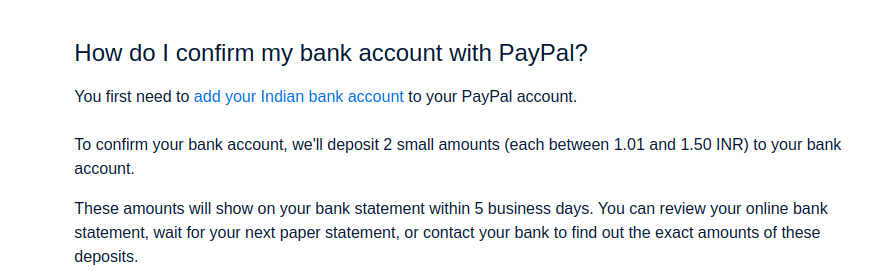 How do I confirm my bank account with PayPal?
You first need to add your Indian bank account to your PayPal account.
To confirm your bank account, we'll deposit 2 small amounts (each between 1.01 and 1.50 INR) to your bank
account.
These amounts will show on your bank statement within 5 business days. You can review your online bank
statement, wait for your next paper statement, or contact your bank to find out the exact amounts of these
deposits.